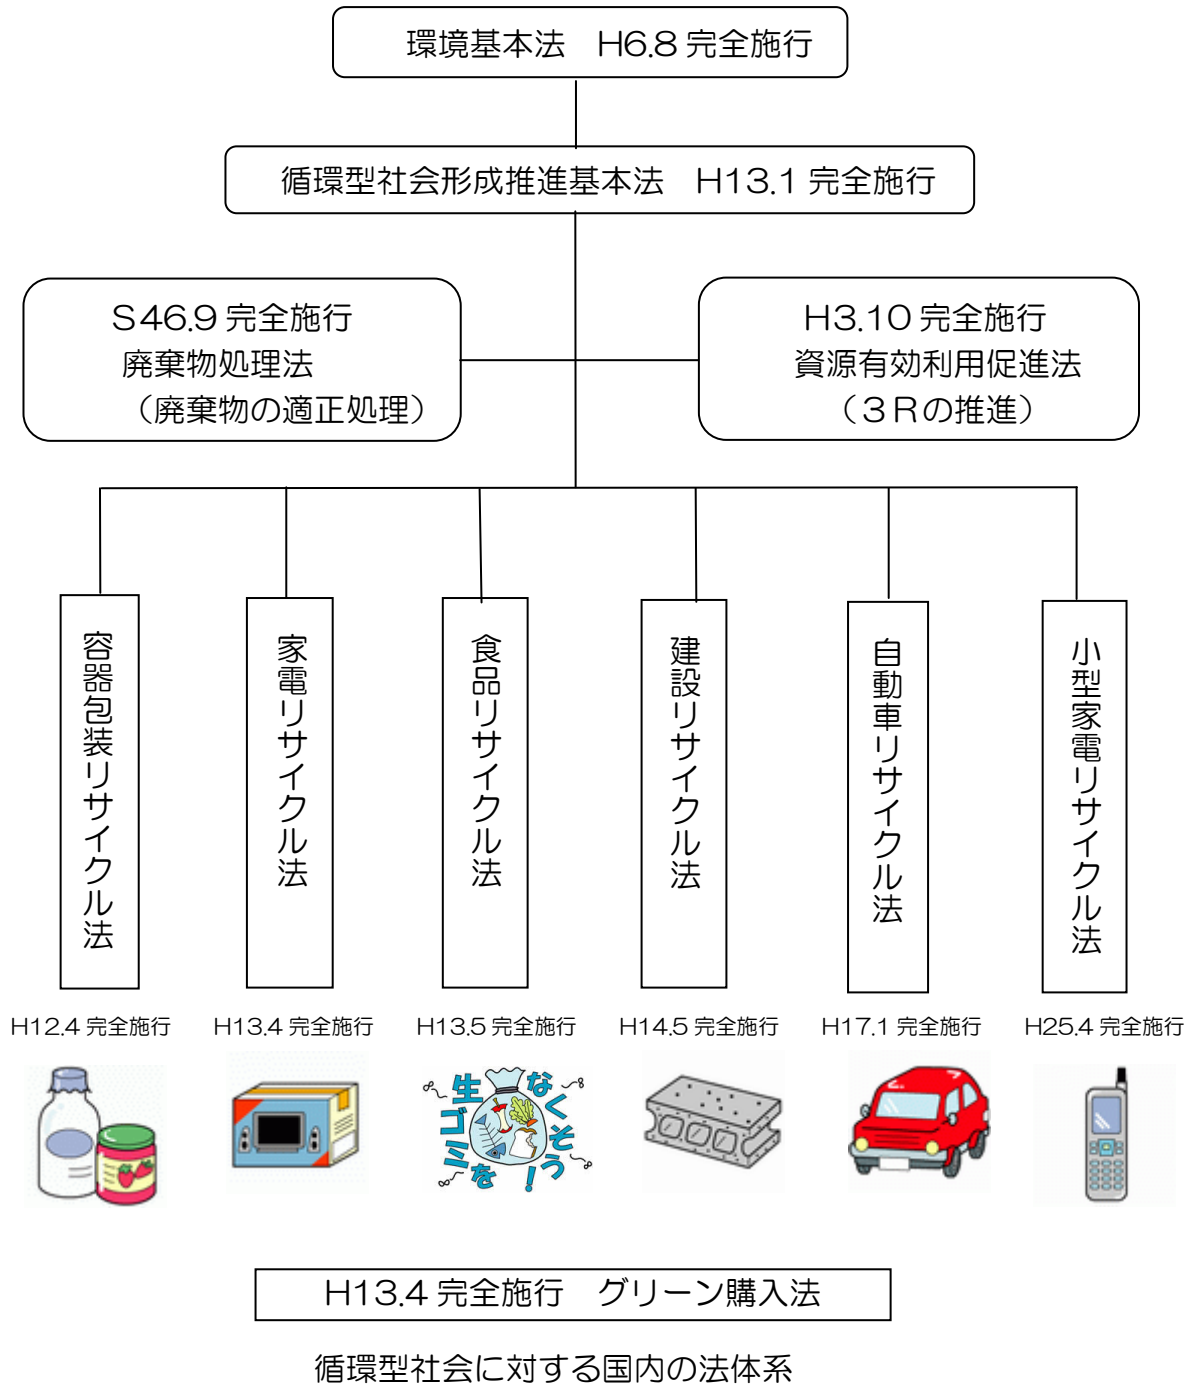 環境基本法　H6.8 完全施行
循環型社会形成推進基本法　H13.1 完全施行
S46.9 完全施行
廃棄物処理法
（廃棄物の適正処理）
H3.10 完全施行
資源有効利用促進法
（３Rの推進）
容器包装リサイクル法
家電リサイクル法
食品リサイクル法
建設リサイクル法
自動車リサイクル法
小型家電リサイクル法
H12.4 完全施行
H13.4 完全施行
H13.5 完全施行
H14.5 完全施行
H17.1 完全施行
H25.4 完全施行
生ゴミを
なくそう！
H13.4 完全施行　グリーン購入法
循環型社会に対する国内の法体系